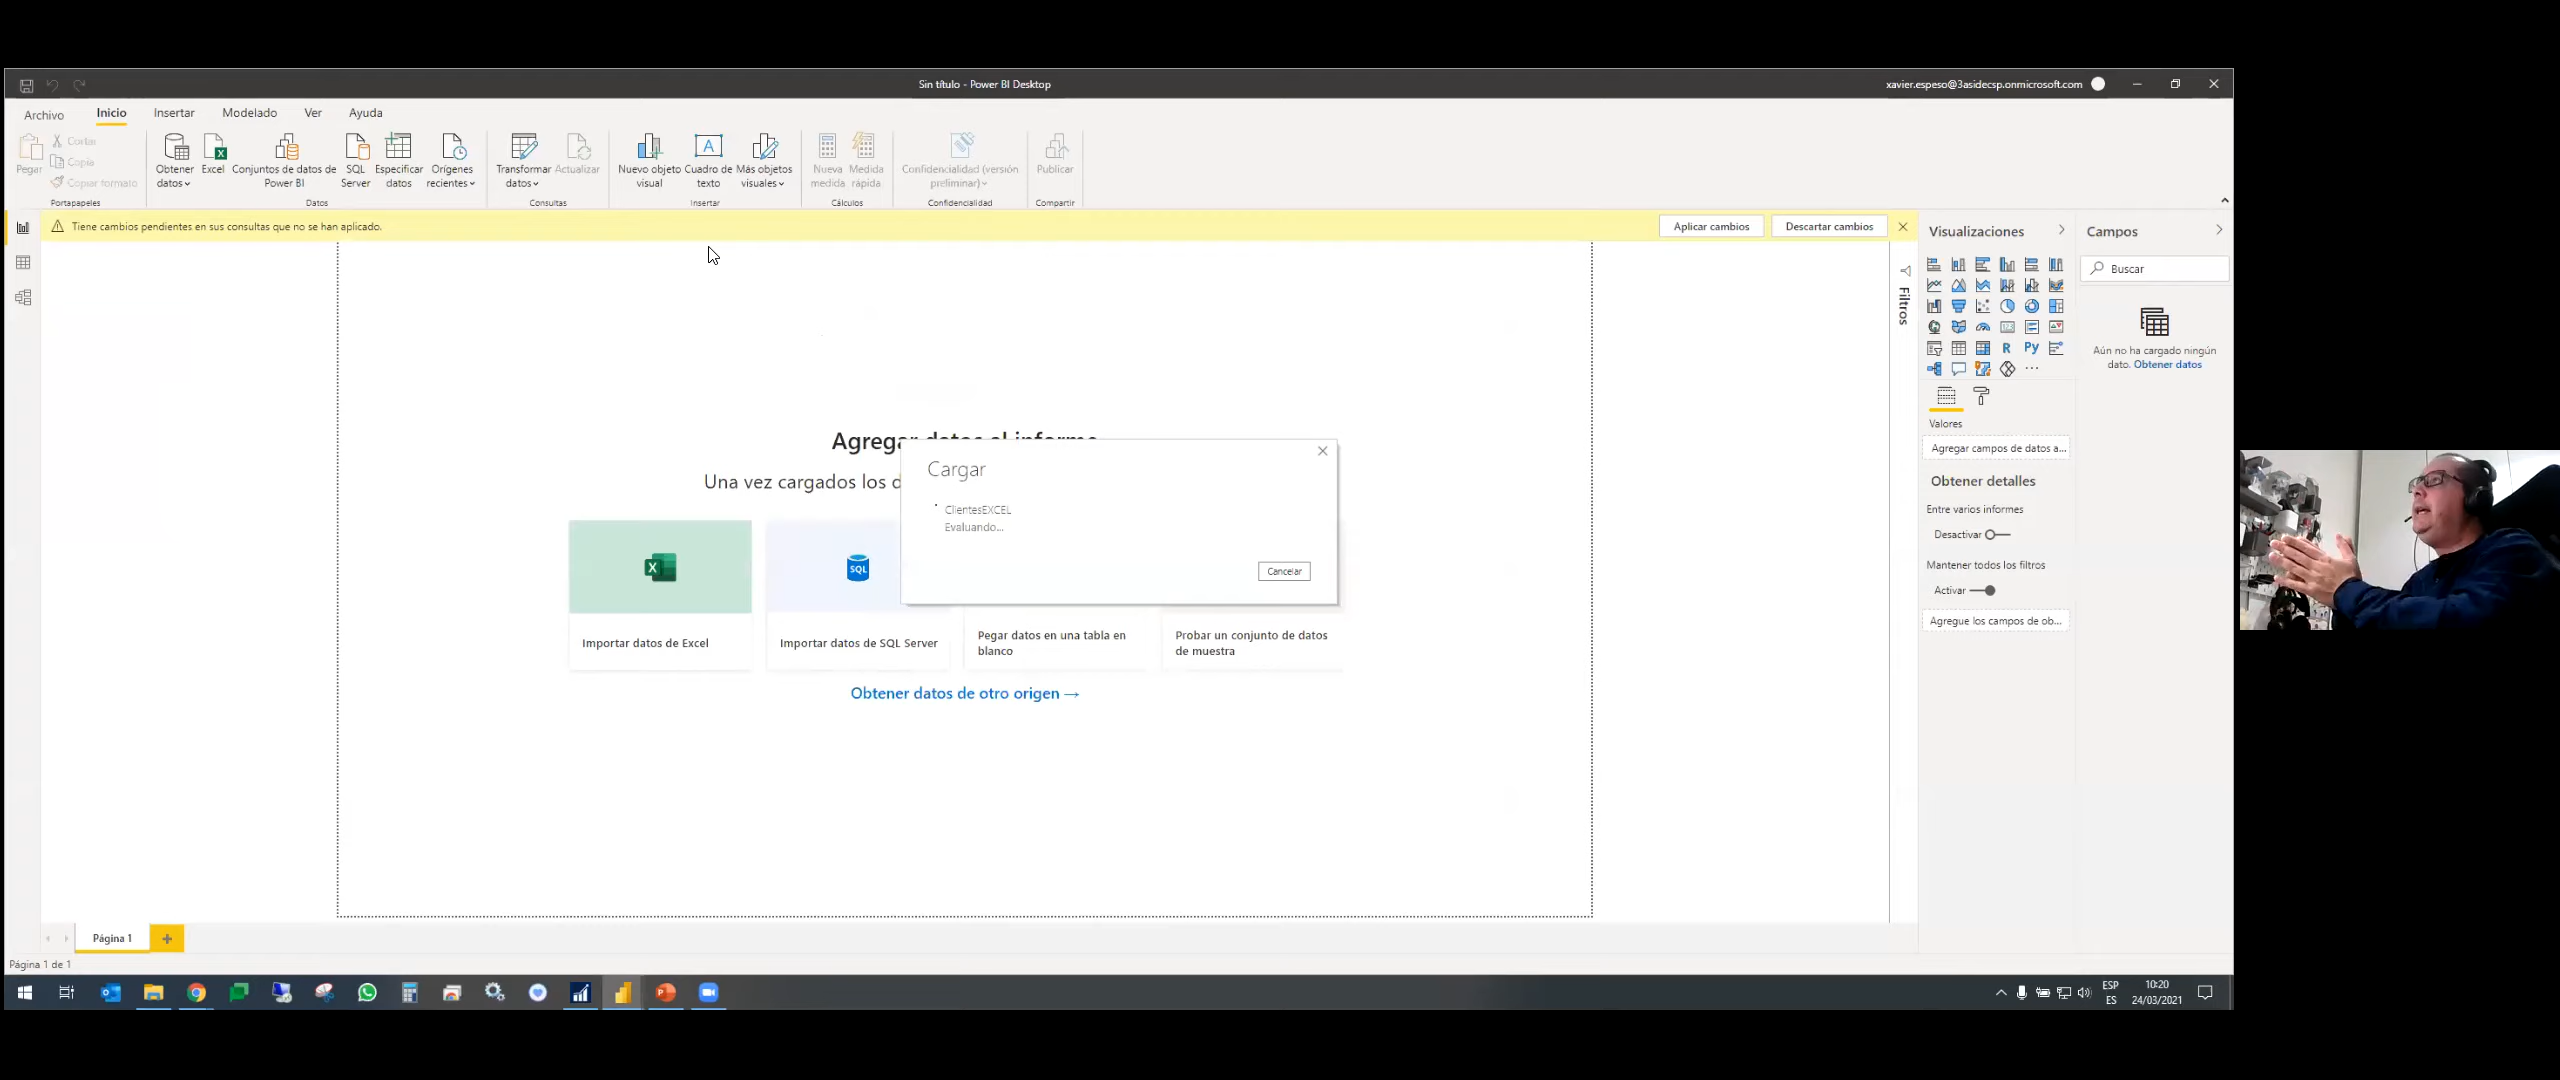 Sin título - Power BI Desktop
xavier.espeso@3asidecsp.onmicrosoft.com
Archivo
Inicio
Insertar
Modelado
Ver
Ayuda
Pegar
Cortar
Copia
Copiar formato
Portapapeles
Obtener
datos
Excel
Conjuntos de datos de
Power BI
SQL
Server
Especificar
datos
Orígenes
recientes
Datos
Transformar
datos
Actualizar
Consultas
Nuevo objeto
visual
Cuadro de
texto
Más objetos
visuales
Insertar
Nueva
medida
Medida
rápida
Cálculos
Confidencialidad (versión
preliminar)
Confidencialidad
Publicar
Compartir
Tiene cambios pendientes en sus consultas que no se han aplicado.
Aplicar cambios
Descartar cambios
Agregar datos al informe
Una vez cargados los d
Cargar
ClientesEXCEL
Evaluando...
Cancelar
X
SQL
Importar datos de Excel
Importar datos de SQL Server
Pegar datos en una tabla en
blanco
Probar un conjunto de datos
de muestra
Obtener datos de otro origen →
Filtros
Visualizaciones
R
Py
...
Valores
Agregar campos de datos a...
Obtener detalles
Entre varios informes
Desactivar
Mantener todos los filtros
Activar
Agregue los campos de ob...
Campos
Buscar
Aún no ha cargado ningún
dato. Obtener datos
Página 1
+
Página 1 de 1
ESP
ES
10:20
24/03/2021